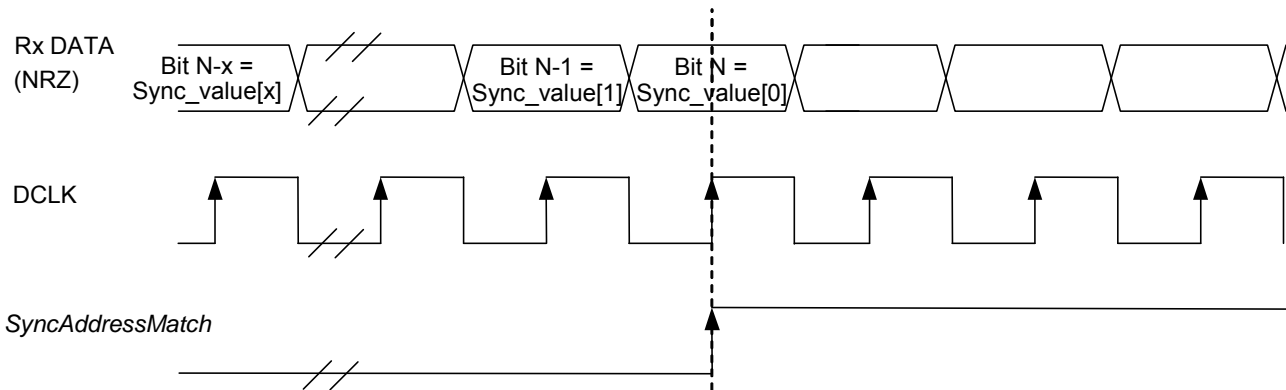 Rx DATA
(NRZ)
Bit N-x =
Sync_value[x]
Bit N-1 =
Sync_value[1]
Bit N =
Sync_value[0]
DCLK
SyncAddressMatch